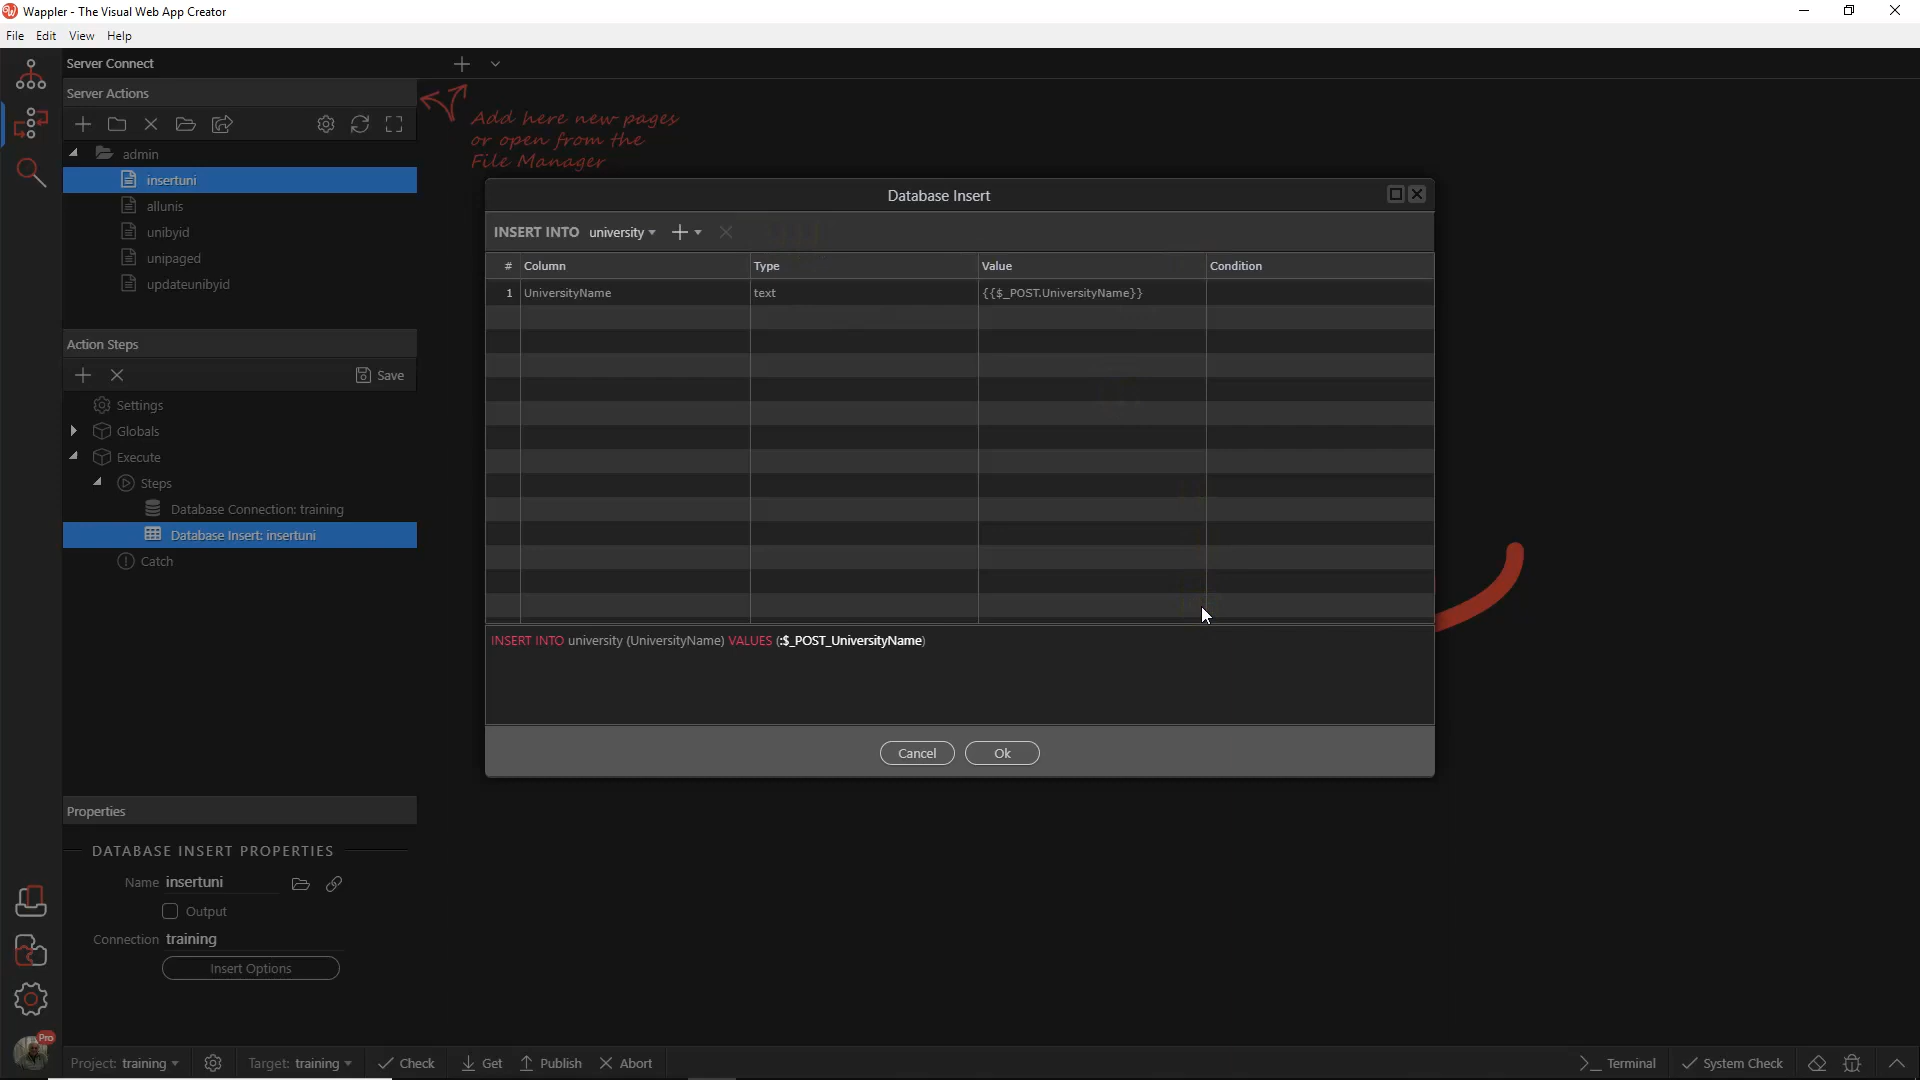 Wappler - The Visual Web App Creator
File Edit View Help
Server Connect
Server Actions
Add here new pages
or open from the
File Manager
admin
insertuni
allunis
unibyid
unipaged
updateunibyid
Database Insert
INSERT INTO university
# Column Type Value Condition
1 UniversityName text {{$_POST.UniversityName}}
Action Steps
Save
Settings
Globals
Execute
Steps
Database Connection: training
Database Insert: insertuni
Catch
INSERT INTO university (UniversityName) VALUES (:$_POST_UniversityName)
Cancel Ok
Properties
DATABASE INSERT PROPERTIES
Name insertuni
Output
Connection training
Insert Options
Pro
Project: training Target: training Check Get Publish Abort Terminal System Check